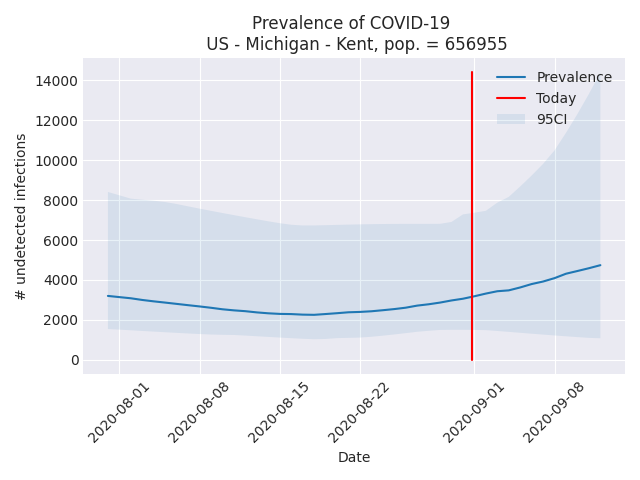 Prevalence of COVID-19
US - Michigan - Kent, pop. = 656955
Prevalence
Today
95CI
14000
12000
10000
8000
6000
4000
2000
0
# undetected infections
2020-08-01
2020-08-08
2020-08-15
2020-08-22
2020-09-01
2020-09-08
Date